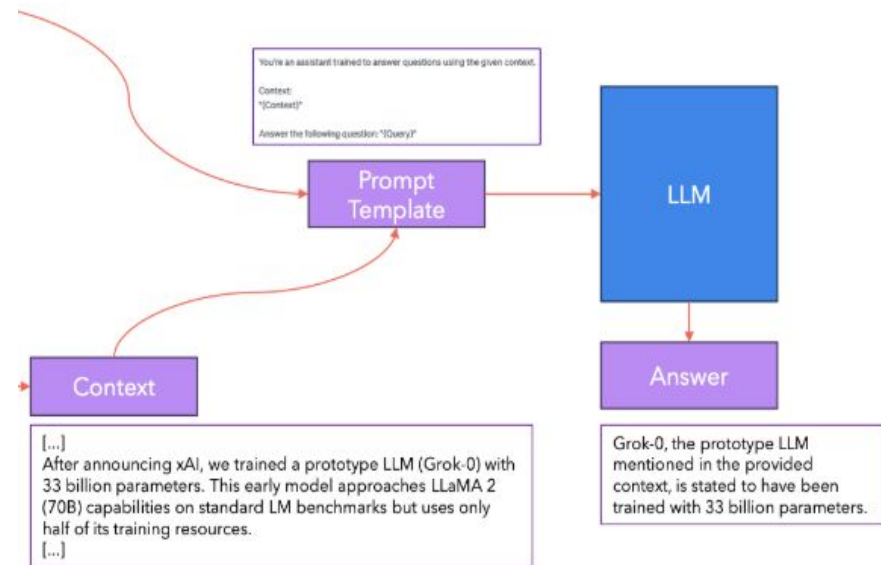 You're an assistant trained to answer questions using the given context.
Context:
"{Context}"
Answer the following question: "{Query}"
Prompt
Template
LLM
Context
Answer
[...]
After announcing xAI, we trained a prototype LLM (Grok-0) with
33 billion parameters. This early model approaches LLaMA 2
(70B) capabilities on standard LM benchmarks but uses only
half of its training resources.
[...]
Grok-0, the prototype LLM
mentioned in the provided
context, is stated to have been
trained with 33 billion parameters.